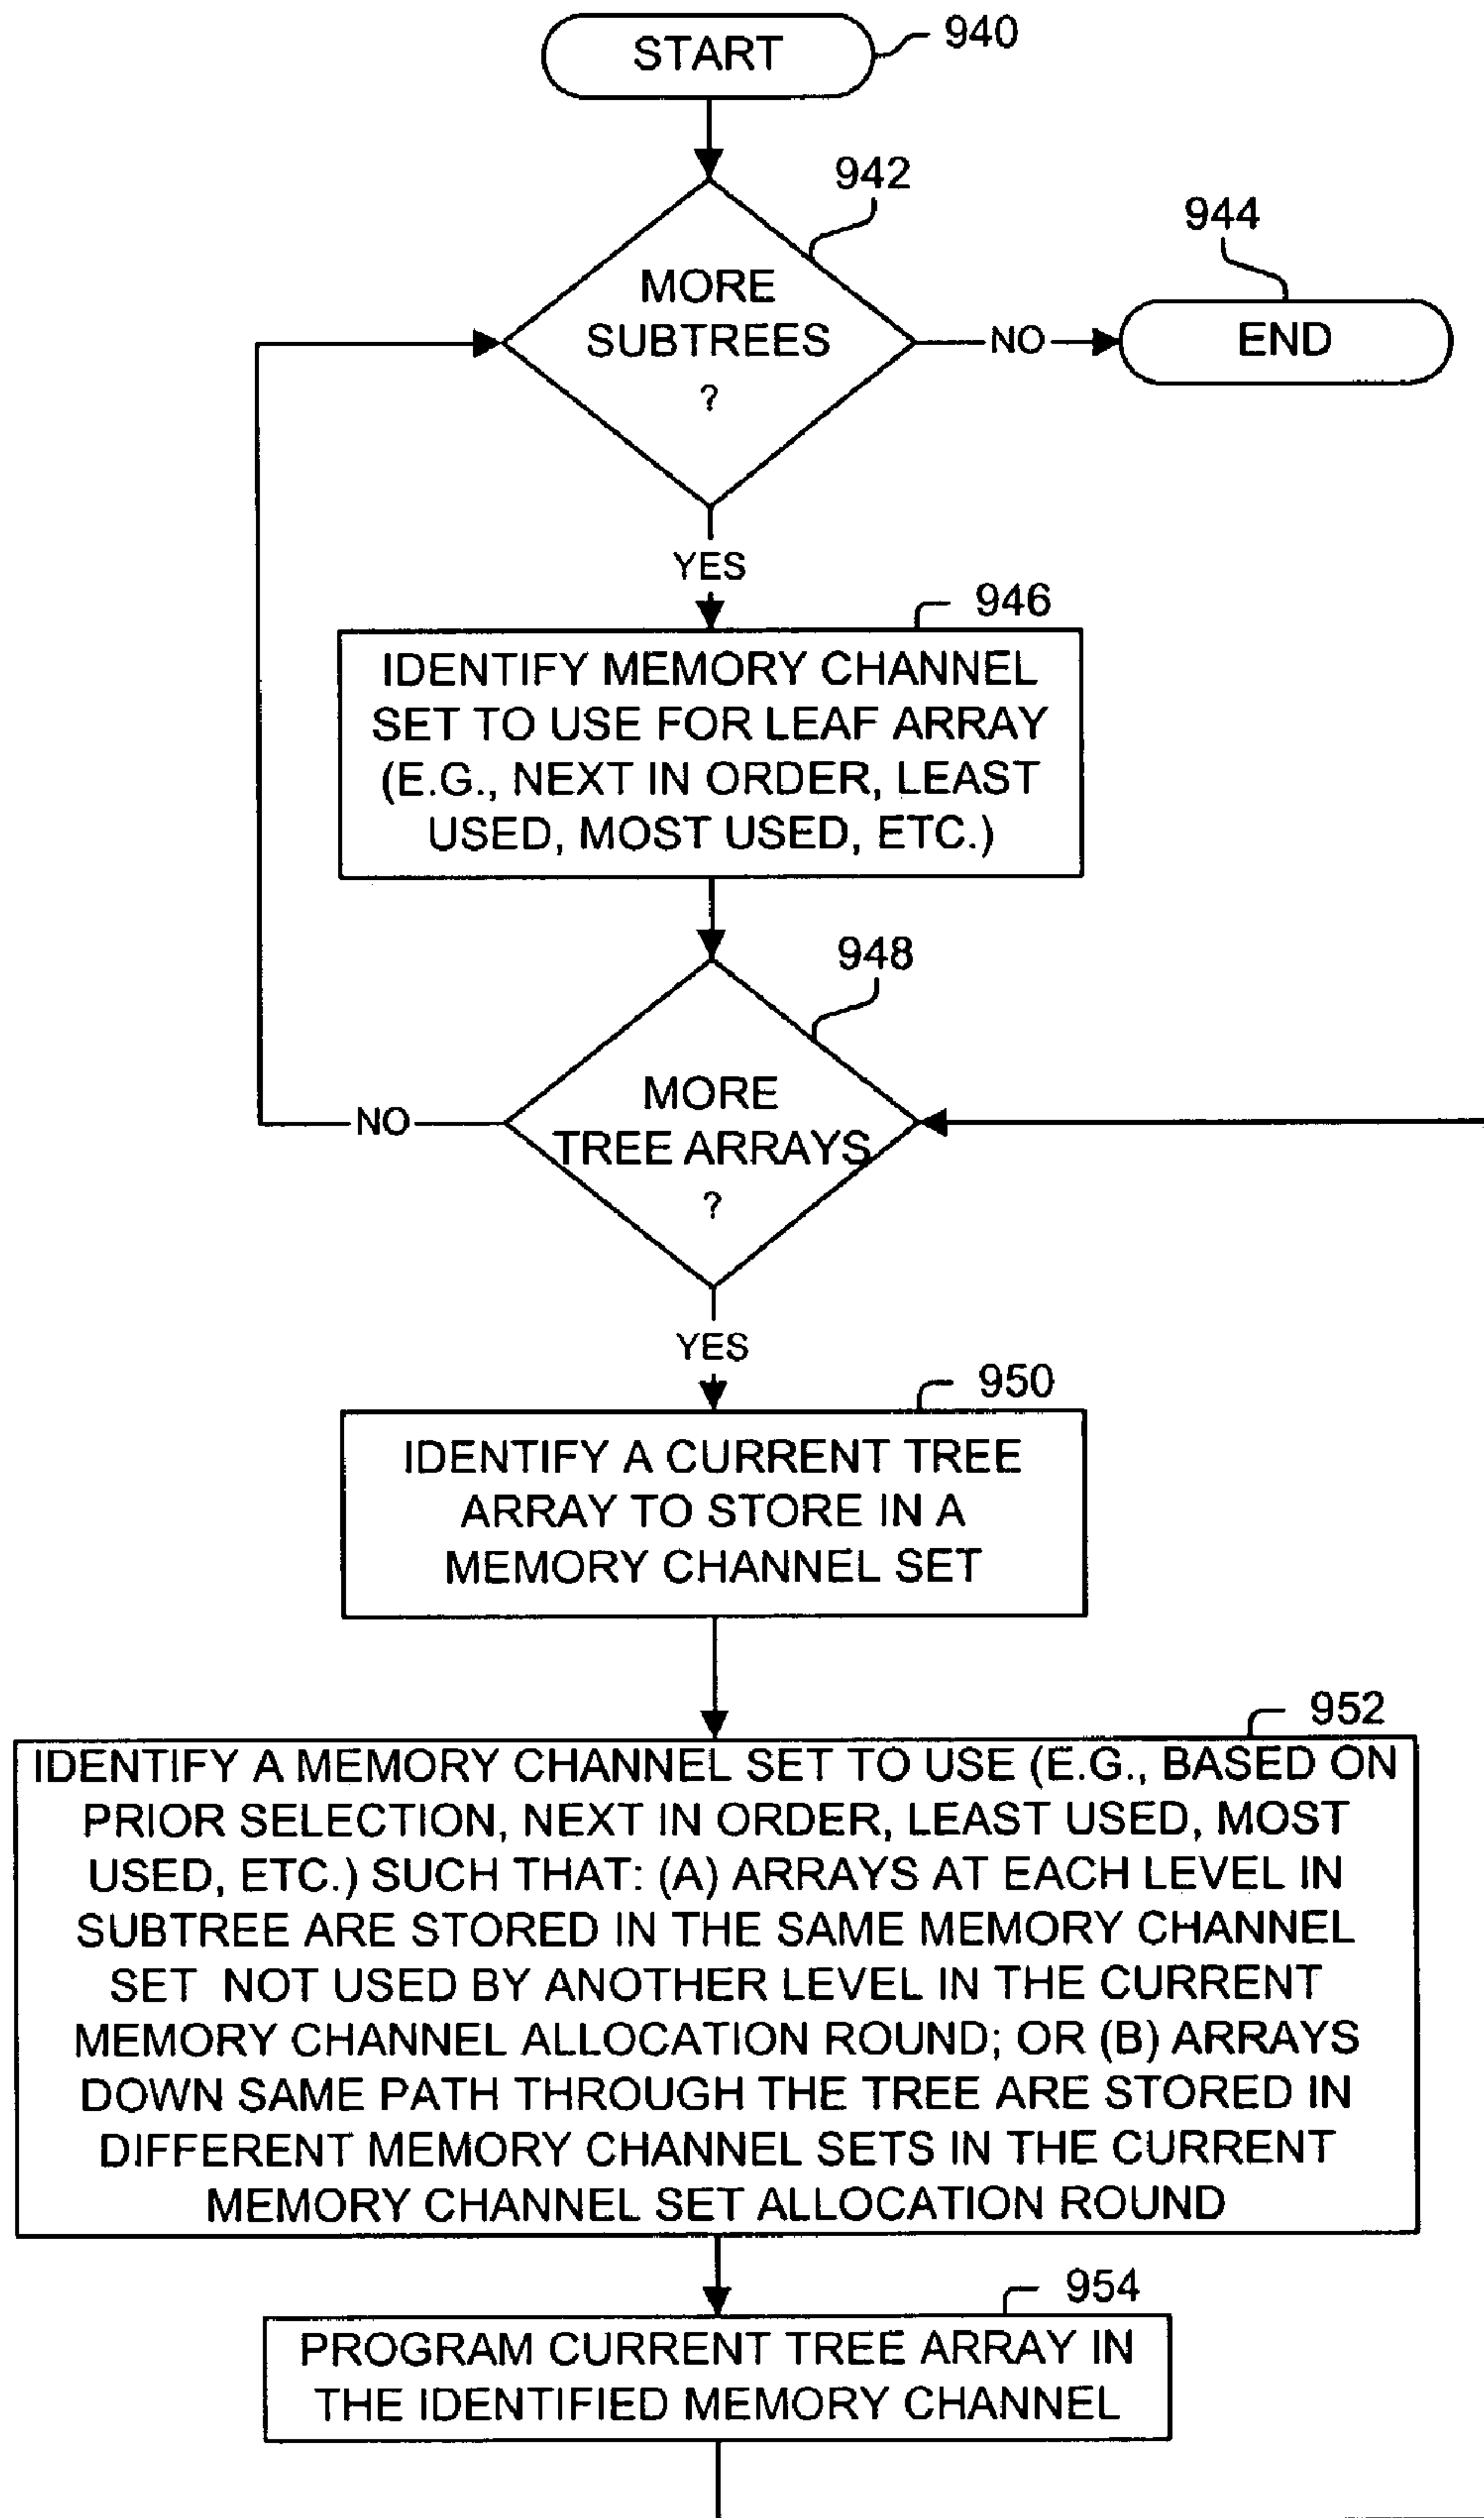 START
940
942
MORE
SUBTREES
?
944
NO
END
YES
946
IDENTIFY MEMORY CHANNEL
SET TO USE FOR LEAF ARRAY
(E.G., NEXT IN ORDER, LEAST
USED, MOST USED, ETC.)
948
MORE
TREE ARRAYS
?
NO
YES
950
IDENTIFY A CURRENT TREE
ARRAY TO STORE IN A
MEMORY CHANNEL SET
952
IDENTIFY A MEMORY CHANNEL SET TO USE (E.G., BASED ON
PRIOR SELECTION, NEXT IN ORDER, LEAST USED, MOST
USED, ETC.) SUCH THAT: (A) ARRAYS AT EACH LEVEL IN
SUBTREE ARE STORED IN THE SAME MEMORY CHANNEL
SET NOT USED BY ANOTHER LEVEL IN THE CURRENT
MEMORY CHANNEL ALLOCATION ROUND; OR (B) ARRAYS
DOWN SAME PATH THROUGH THE TREE ARE STORED IN
DIFFERENT MEMORY CHANNEL SETS IN THE CURRENT
MEMORY CHANNEL SET ALLOCATION ROUND
954
PROGRAM CURRENT TREE ARRAY IN
THE IDENTIFIED MEMORY CHANNEL